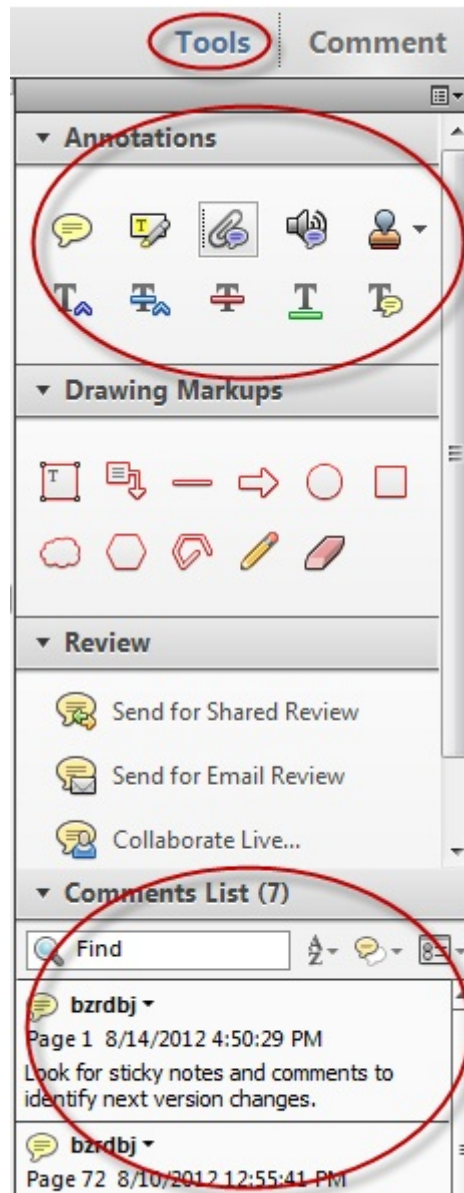 Tools Comment
Annotations
T
T T T T T
Drawing Markups
T
Review
Send for Shared Review
Send for Email Review
Collaborate Live...
Comments List (7)
Find
A
Z
8
bzrdbj
Page 1 8/14/2012 4:50:29 PM
Look for sticky notes and comments to
identify next version changes.
bzrdbj
Page 72 8/10/2012 12:55:41 PM